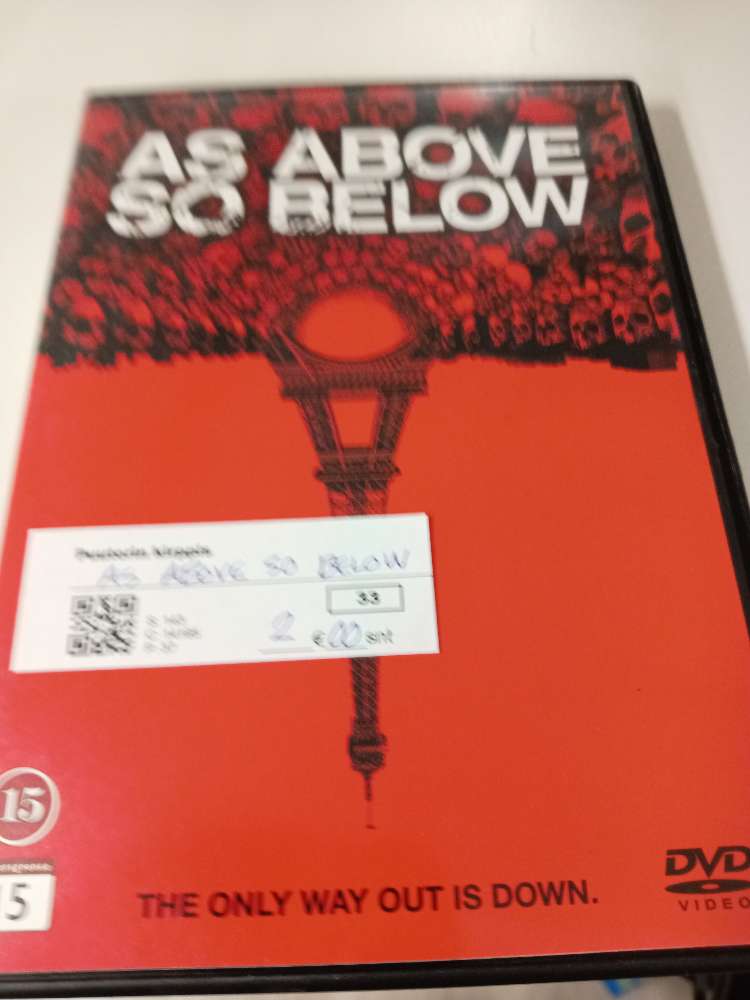 AS ABOVE
SO BELOW
AS ABOVE SO BELOW
33
2 € 00 snt
15
15
THE ONLY WAY OUT IS DOWN.
DVD
VIDEO